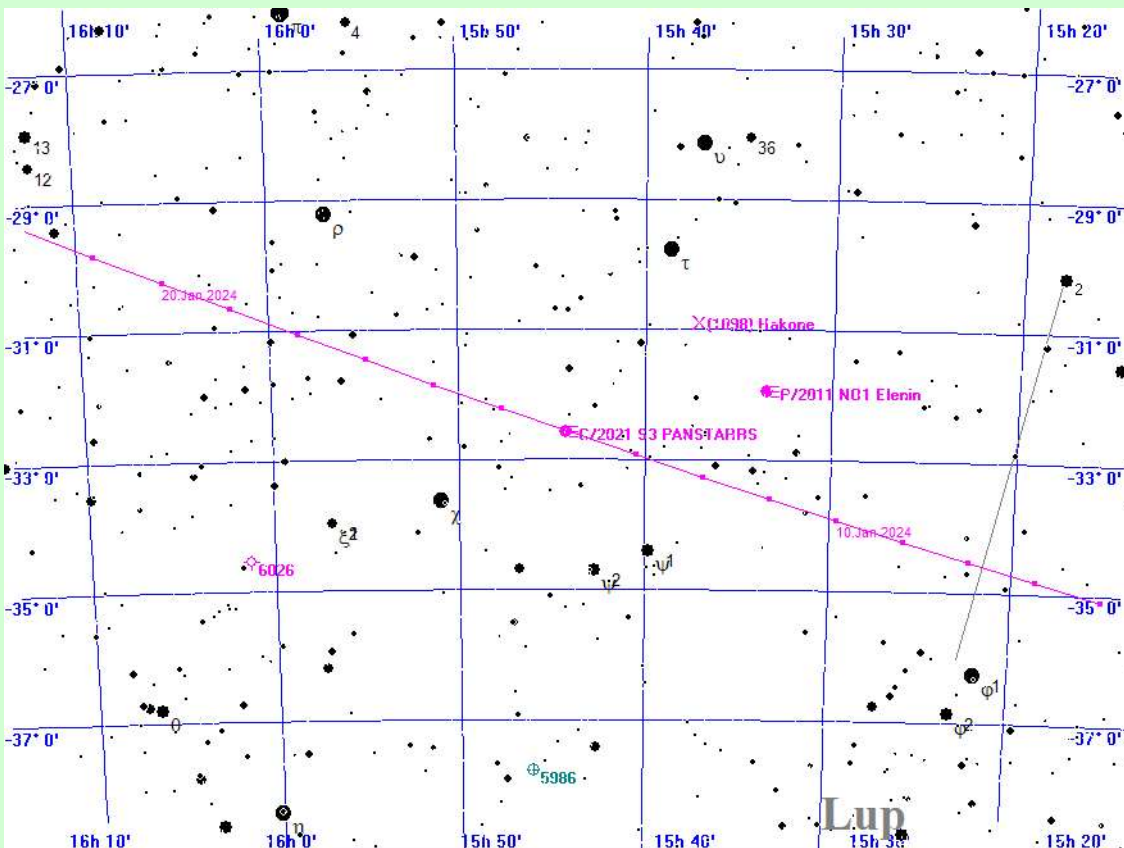 16h 10' 16h 0' 15h 50' 15h 40' 15h 30' 15h 20'
π 4
-27° 0' -27° 0'
13 υ 36
12
-29° 0' -29° 0'
ρ
τ
2
20.Jan 2024
(1098) Hakone
-31° 0' -31° 0'
P/2011 NO1 Elenin
C/2021 S3 PANSTARRS
-33° 0' -33° 0'
χ
10.Jan 2024
ψ1
6026 ψ2
-35° 0' -35° 0'
φ1
θ φ2
-37° 0' -37° 0'
5986
Lup
η
16h 10' 16h 0' 15h 50' 15h 40' 15h 30' 15h 20'